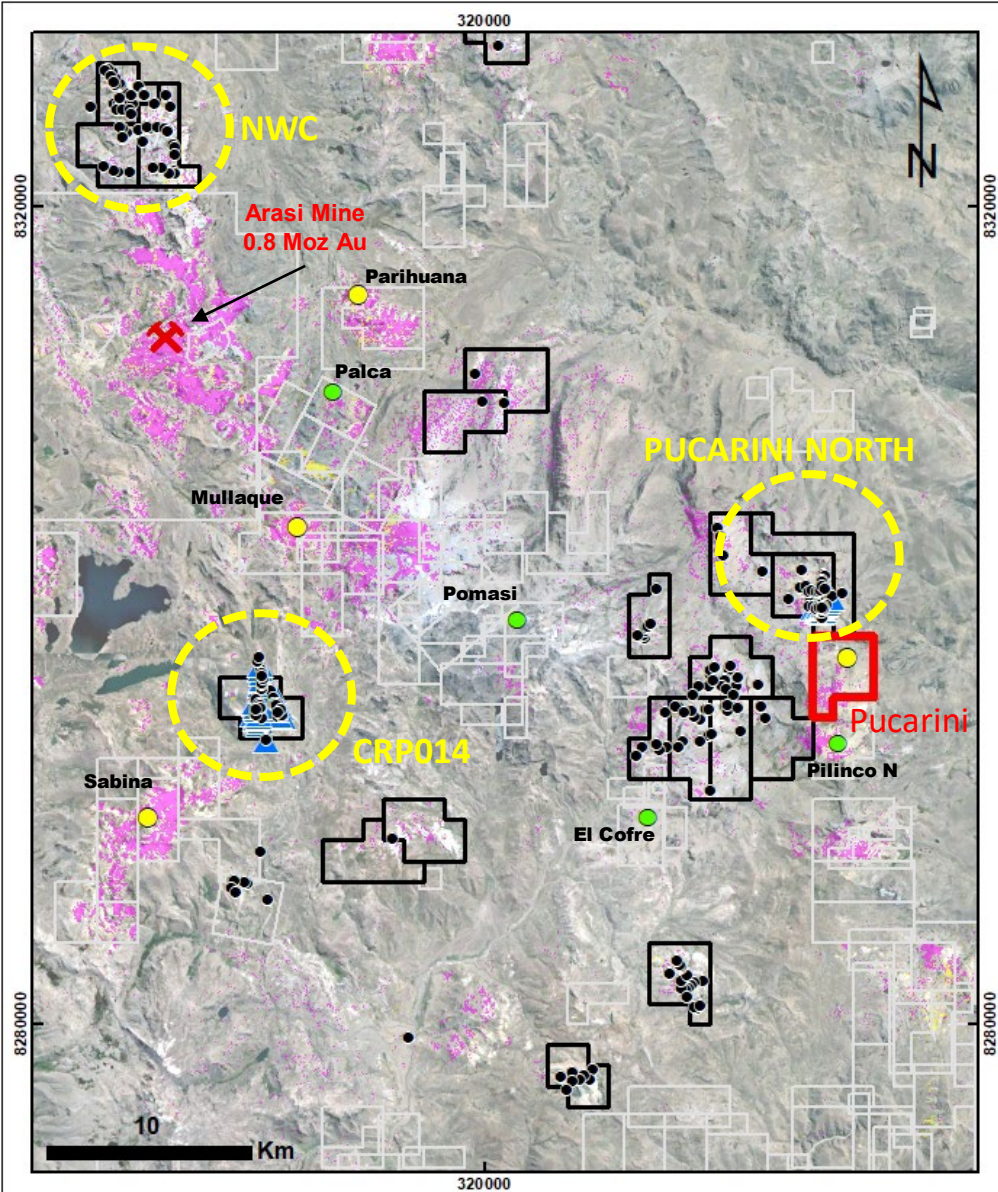 320000
NWC
N
8320000
8320000
Arasi Mine
0.8 Moz Au
Parihuana
Palca
PUCARINI NORTH
Mullaque
Pomasi
Pucarini
CRP014
Pilinco N
Sabina
El Cofre
8280000
8280000
10
Km
320000